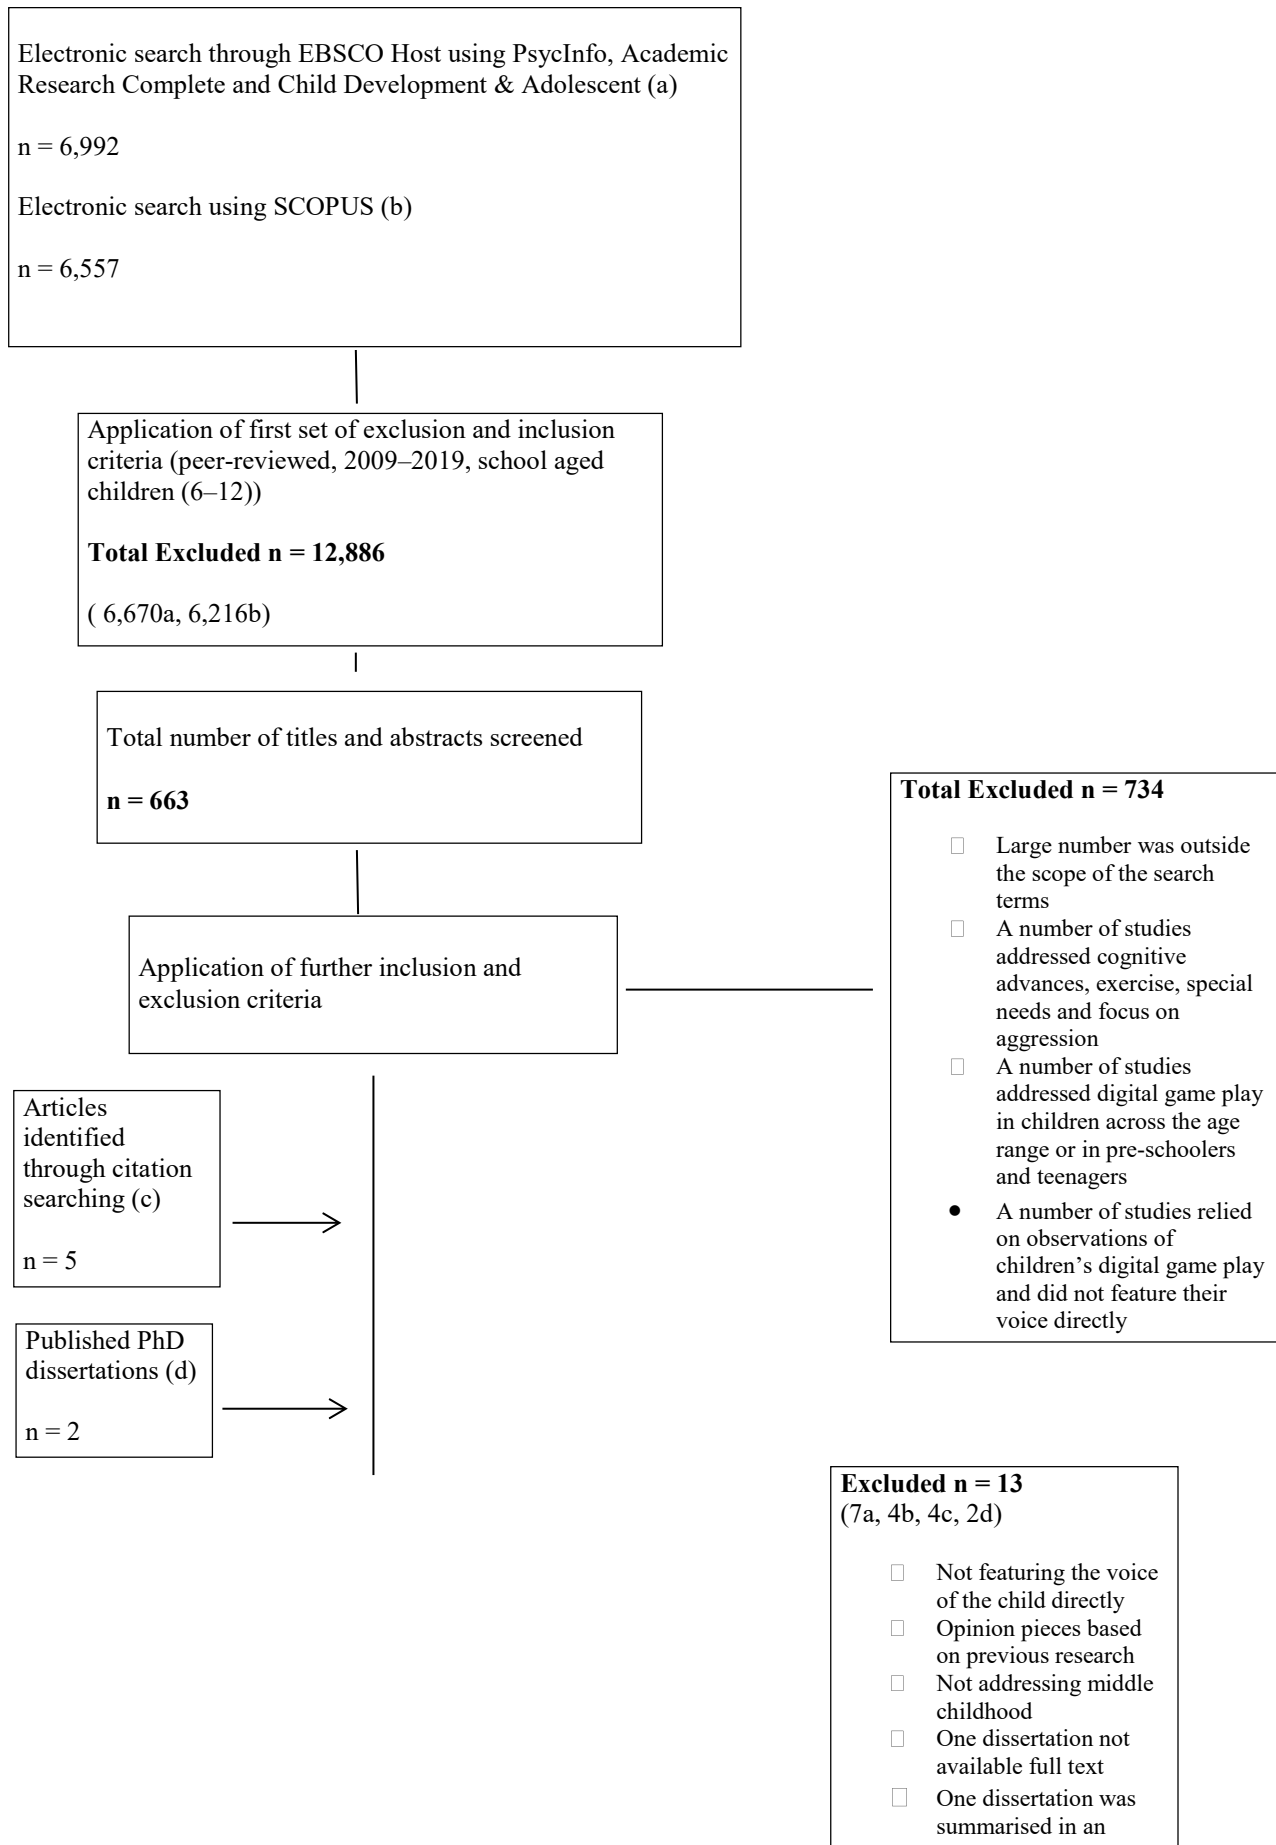 Electronic search through EBSCO Host using PsycInfo, Academic
Research Complete and Child Development & Adolescent (a)
n = 6,992
Electronic search using SCOPUS (b)
n = 6,557
Application of first set of exclusion and inclusion
criteria (peer-reviewed, 2009–2019, school aged
children (6–12))
Total Excluded n = 12,886
( 6,670a, 6,216b)
Total number of titles and abstracts screened
n = 663
Application of further inclusion and
exclusion criteria
Total Excluded n = 734
Large number was outside
the scope of the search
terms
A number of studies
addressed cognitive
advances, exercise, special
needs and focus on
aggression
A number of studies
addressed digital game play
in children across the age
range or in pre-schoolers
and teenagers
● A number of studies relied
on observations of
children’s digital game play
and did not feature their
voice directly
Articles
identified
through citation
searching (c)
n = 5
Published PhD
dissertations (d)
n = 2
Excluded n = 13
(7a, 4b, 4c, 2d)
Not featuring the voice
of the child directly
Opinion pieces based
on previous research
Not addressing middle
childhood
One dissertation not
available full text
One dissertation was
summarised in an